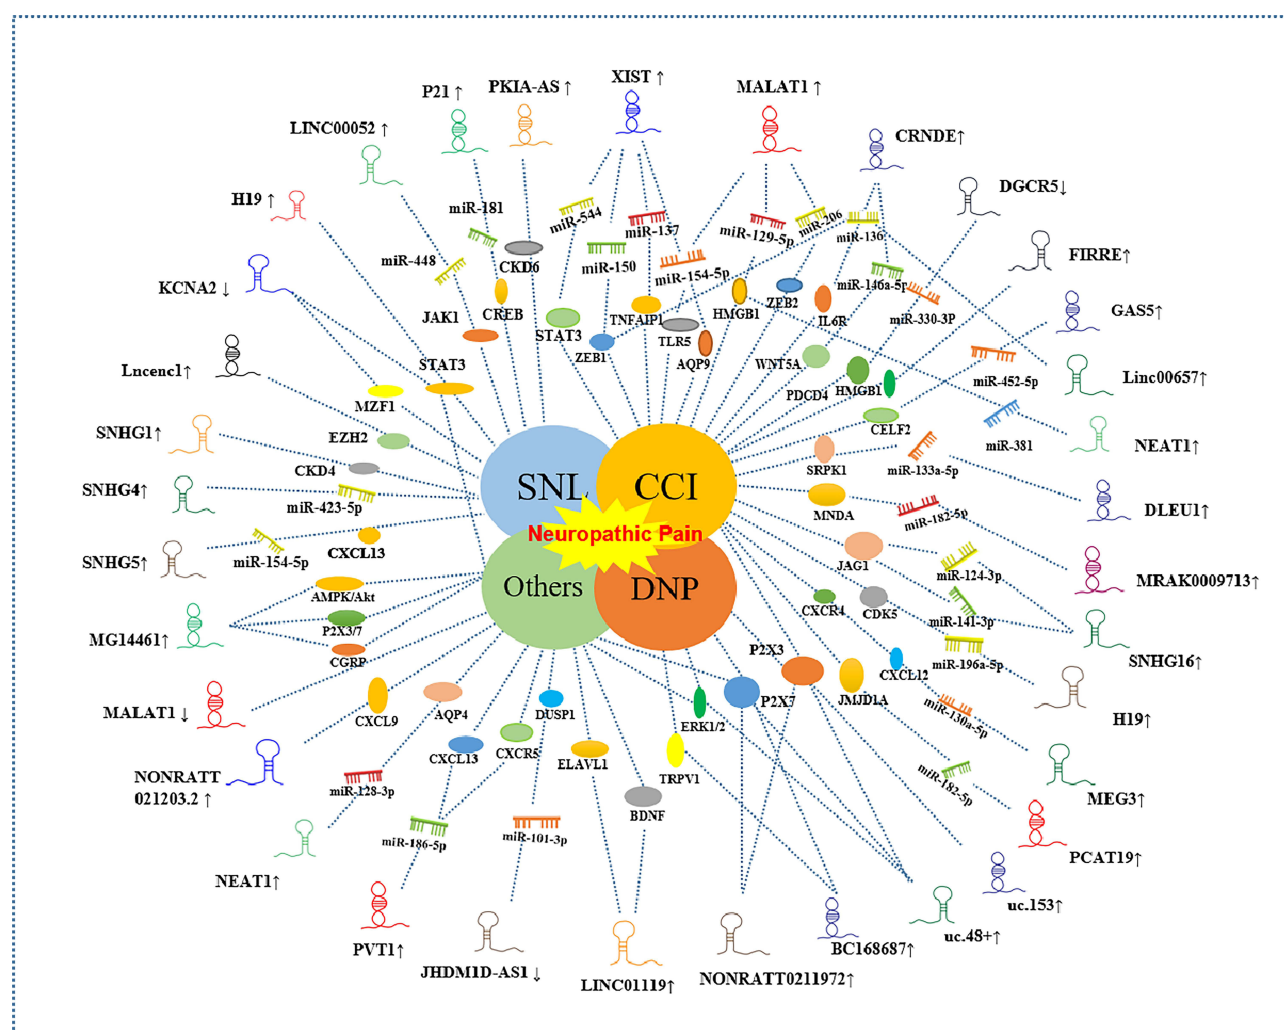 XIST ↑
P21 ↑
PKIA-AS ↑
MALAT1 ↑
LINC00052 ↑
CRNDE↑
DGCR5↓
H19 ↑
miR-181
miR-544
miR-137
miR-206
miR-129-5p
miR-136
FIRRE↑
miR-448
CKD6
miR-150
miR-154-5p
KCNA2 ↓
miR-146a-5p
CREB
HMGB1
ZEB2
GAS5↑
JAK1
STAT3
TNFAIP1
IL6R
miR-330-3P
TLR5
ZEB1
AQP9
WNT5A
STAT3
Lncenc1↑
miR-452-5p
Linc00657↑
PDCD4
HMGB1
MZF1
CELF2
SNHG1↑
EZH2
miR-381
NEAT1↑
CKD4
SRPK1
miR-133a-5p
SNL
CCI
SNHG4↑
miR-423-5p
MNDA
DLEU1↑
miR-182-5p
Neuropathic Pain
CXCL13
SNHG5↑
miR-154-5p
JAG1
miR-124-3p
MRAK0009713↑
Others
DNP
AMPK/Akt
CXCR4
CDK5
miR-141-3p
P2X3/7
MG14461↑
CGRP
P2X3
miR-196a-5p
SNHG16↑
CXCL12
MALAT1 ↓
P2X7
JMJD1A
miR-130a-5p
H19↑
CXCL9
AQP4
DUSP1
ERK1/2
CXCL13
CXCR5
ELAVL1
TRPV1
NONRATT
021203.2 ↑
miR-128-3p
miR-182-5p
MEG3↑
BDNF
miR-186-5p
miR-101-3p
PCAT19↑
NEAT1↑
uc.153↑
uc.48+↑
PVT1↑
BC168687↑
JHDM1D-AS1 ↓
LINC01119↑
NONRATT0211972↑